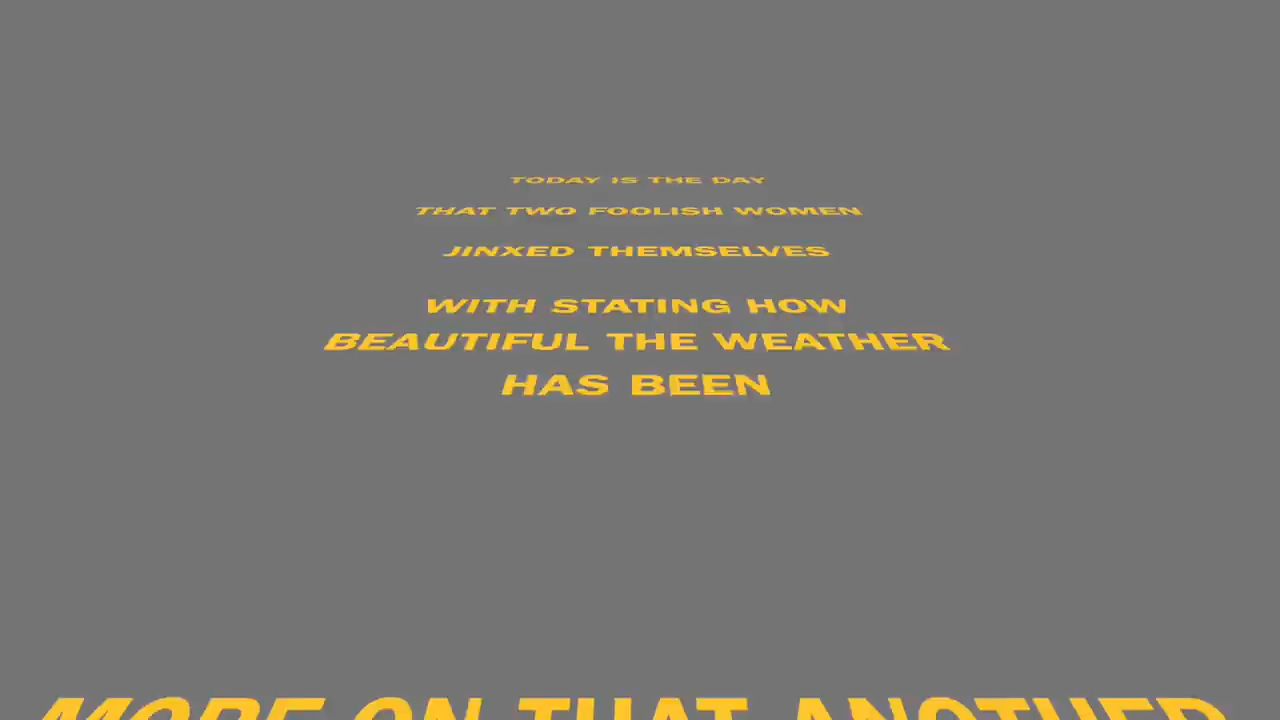 TODAY IS THE DAY
THAT TWO FOOLISH WOMEN
JINXED THEMSELVES
WITH STATING HOW
BEAUTIFUL THE WEATHER
HAS BEEN
MORE ON THAT ANOTHER